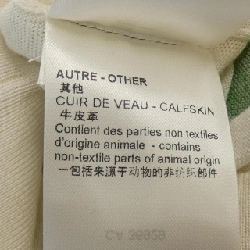 AUTRE - OTHER
其他
CUIR DE VEAU - CALFSKIN
牛皮革
Contient des parties non textiles
d'origine animale - contains
non-textile parts of animal origin
一包括来源于动物的非纺织部件